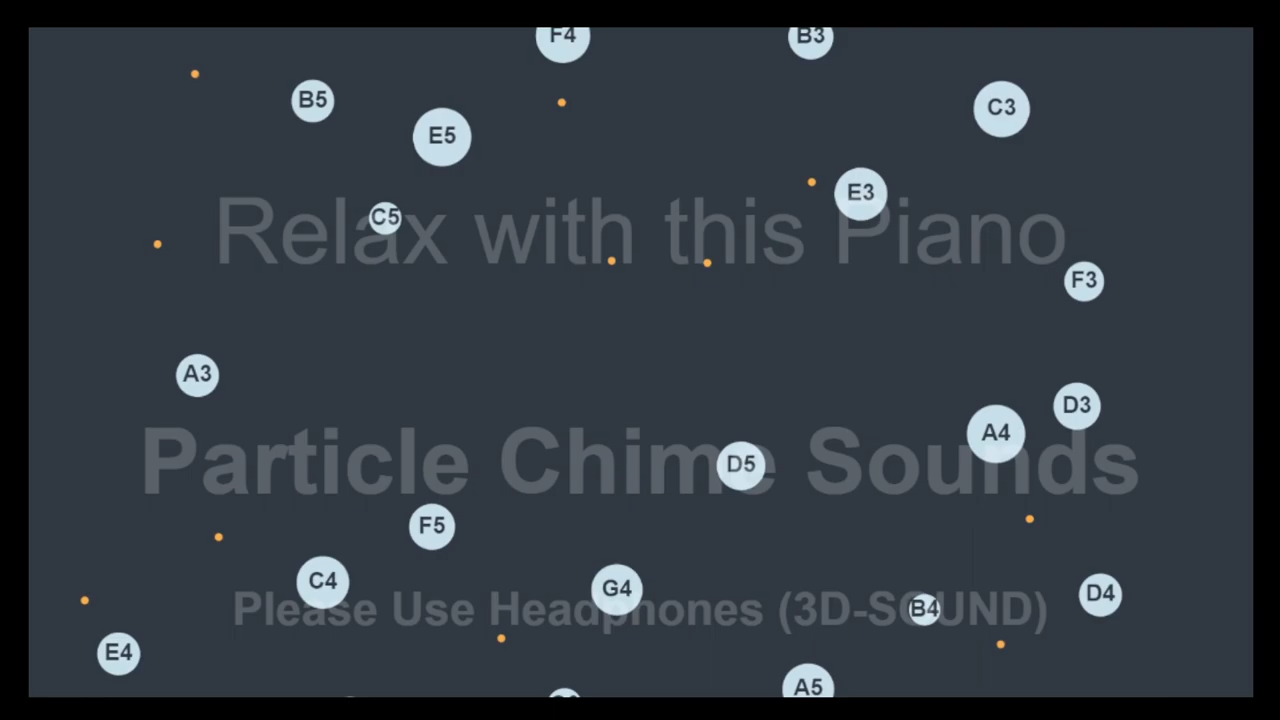 F4 B3
B5
C3
E5
E3
C5
Relax with this Piano
F3
A3
D3
A4
Particle Chime Sounds
D5
F5
C4
G4
D4
Please Use Headphones (3D-SOUND)
B4
E4
A5